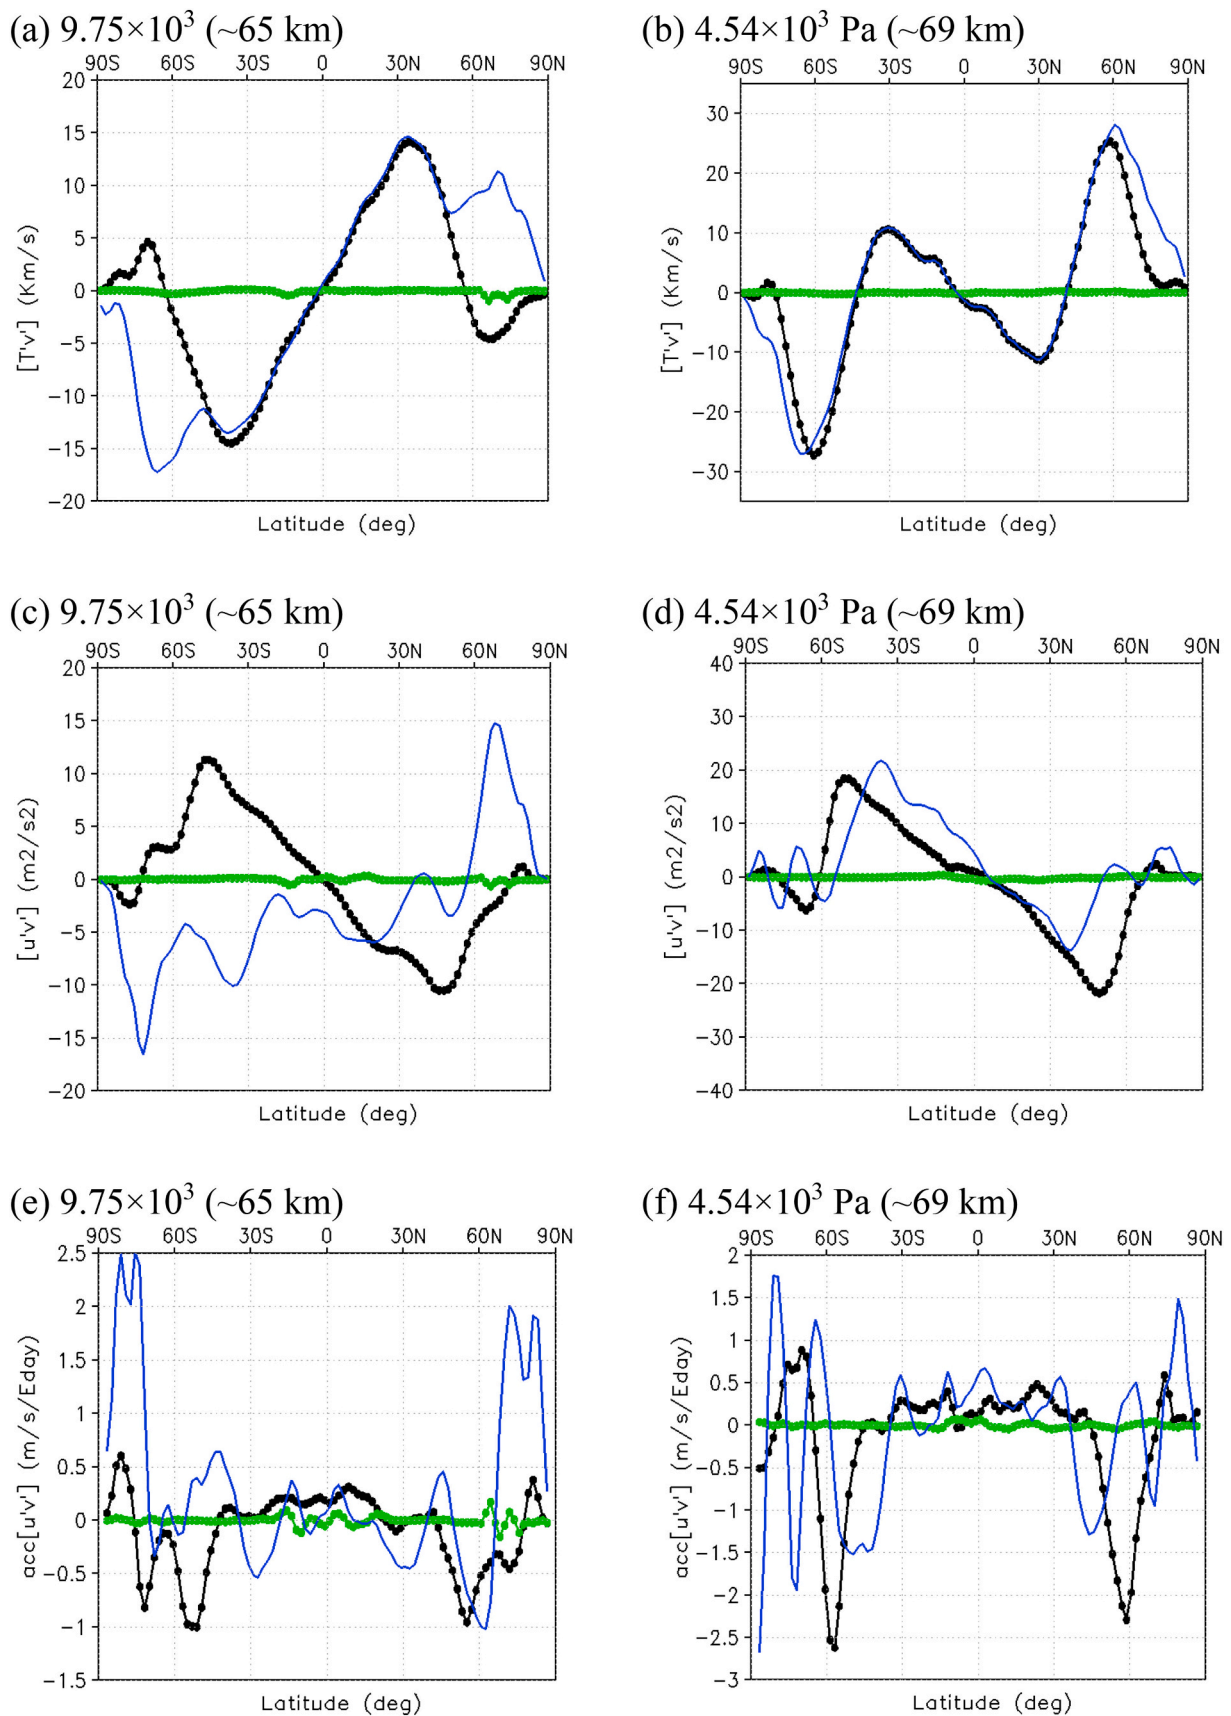 (a) 9.75×10³ (~65 km)
90S 60S 30S 0 30N 60N 90N
20
15
10
5
0
−5
−10
−15
−20
[T'v'] (Km/s)
Latitude (deg)
(b) 4.54×10³ Pa (~69 km)
90S 60S 30S 0 30N 60N 90N
30
20
10
0
−10
−20
−30
[T'v'] (Km/s)
Latitude (deg)
(c) 9.75×10³ (~65 km)
90S 60S 30S 0 30N 60N 90N
20
15
10
5
0
−5
−10
−15
−20
[u'v'] (m2/s2)
Latitude (deg)
(d) 4.54×10³ Pa (~69 km)
90S 60S 30S 0 30N 60N 90N
40
30
20
10
0
−10
−20
−30
−40
[u'v'] (m2/s2)
Latitude (deg)
(e) 9.75×10³ (~65 km)
90S 60S 30S 0 30N 60N 90N
2.5
2
1.5
1
0.5
0
−0.5
−1
−1.5
acc[u'v'] (m/s/Eday)
Latitude (deg)
(f) 4.54×10³ Pa (~69 km)
90S 60S 30S 0 30N 60N 90N
2
1.5
1
0.5
0
−0.5
−1
−1.5
−2
−2.5
−3
acc[u'v'] (m/s/Eday)
Latitude (deg)